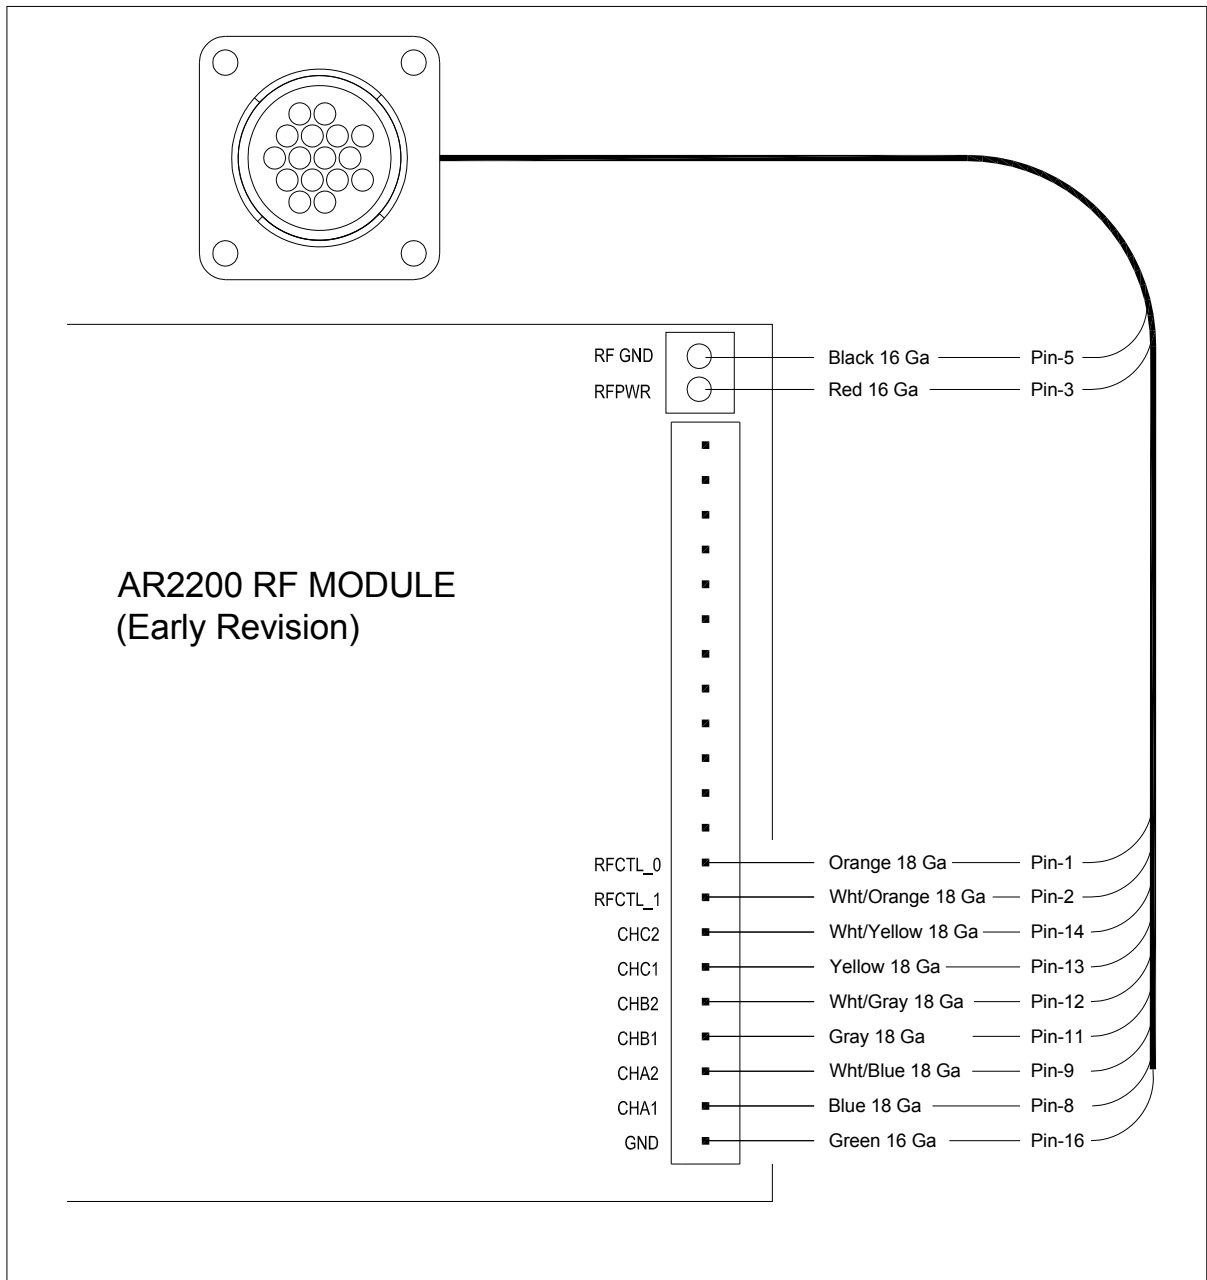 RF GND Black 16 Ga Pin-5
RFPWR Red 16 Ga Pin-3
AR2200 RF MODULE
(Early Revision)
RFCTL_0 Orange 18 Ga Pin-1
RFCTL_1 Wht/Orange 18 Ga Pin-2
CHC2 Wht/Yellow 18 Ga Pin-14
CHC1 Yellow 18 Ga Pin-13
CHB2 Wht/Gray 18 Ga Pin-12
CHB1 Gray 18 Ga Pin-11
CHA2 Wht/Blue 18 Ga Pin-9
CHA1 Blue 18 Ga Pin-8
GND Green 16 Ga Pin-16